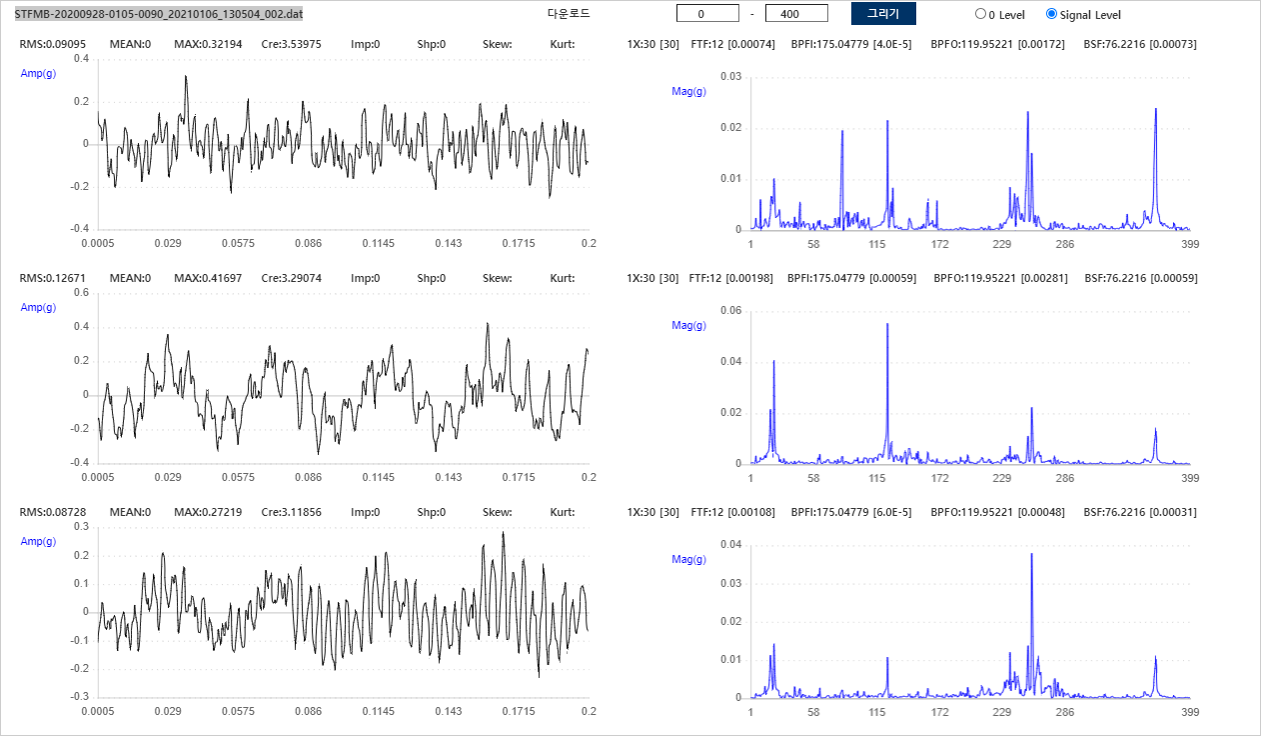 STFMB-20200928-0105-0090_20210106_130504_002.dat 다운로드 0 - 400 그리기 0 Level Signal Level
RMS:0.09095 MEAN:0 MAX:0.32194 Cre:3.53975 Imp:0 Shp:0 Skew: Kurt:
Amp(g)
0.4
0.2
0
-0.2
-0.4
0.0005 0.029 0.0575 0.086 0.1145 0.143 0.1715 0.2
1X:30 [30] FTF:12 [0.00074] BPFI:175.04779 [4.0E-5] BPFO:119.95221 [0.00172] BSF:76.2216 [0.00073]
Mag(g)
0.03
0.02
0.01
0
1 58 115 172 229 286 399
RMS:0.12671 MEAN:0 MAX:0.41697 Cre:3.29074 Imp:0 Shp:0 Skew: Kurt:
Amp(g)
0.6
0.4
0.2
0
-0.2
-0.4
0.0005 0.029 0.0575 0.086 0.1145 0.143 0.1715 0.2
1X:30 [30] FTF:12 [0.00198] BPFI:175.04779 [0.00059] BPFO:119.95221 [0.00281] BSF:76.2216 [0.00059]
Mag(g)
0.06
0.04
0.02
0
1 58 115 172 229 286 399
RMS:0.08728 MEAN:0 MAX:0.27219 Cre:3.11856 Imp:0 Shp:0 Skew: Kurt:
Amp(g)
0.3
0.2
0.1
0
-0.1
-0.2
-0.3
0.0005 0.029 0.0575 0.086 0.1145 0.143 0.1715 0.2
1X:30 [30] FTF:12 [0.00108] BPFI:175.04779 [6.0E-5] BPFO:119.95221 [0.00048] BSF:76.2216 [0.00031]
Mag(g)
0.04
0.03
0.02
0.01
0
1 58 115 172 229 286 399